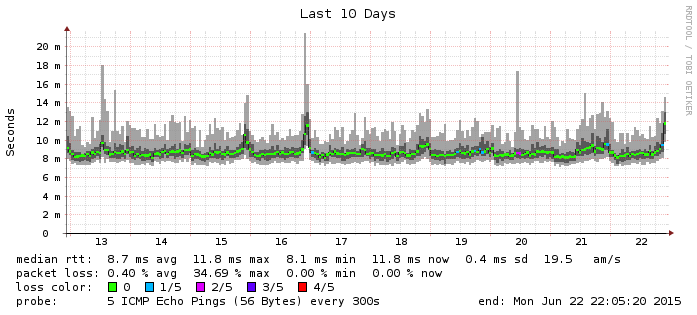 Last 10 Days
RRDTOOL / TOBI OETIKER
Seconds
20 m
18 m
16 m
14 m
12 m
10 m
8 m
6 m
4 m
2 m
0
13 14 15 16 17 18 19 20 21 22
median rtt: 8.7 ms avg 11.8 ms max 8.1 ms min 11.8 ms now 0.4 ms sd 19.5 am/s
packet loss: 0.40 % avg 34.69 % max 0.00 % min 0.00 % now
loss color: 0 1/5 2/5 3/5 4/5
probe: 5 ICMP Echo Pings (56 Bytes) every 300s end: Mon Jun 22 22:05:20 2015